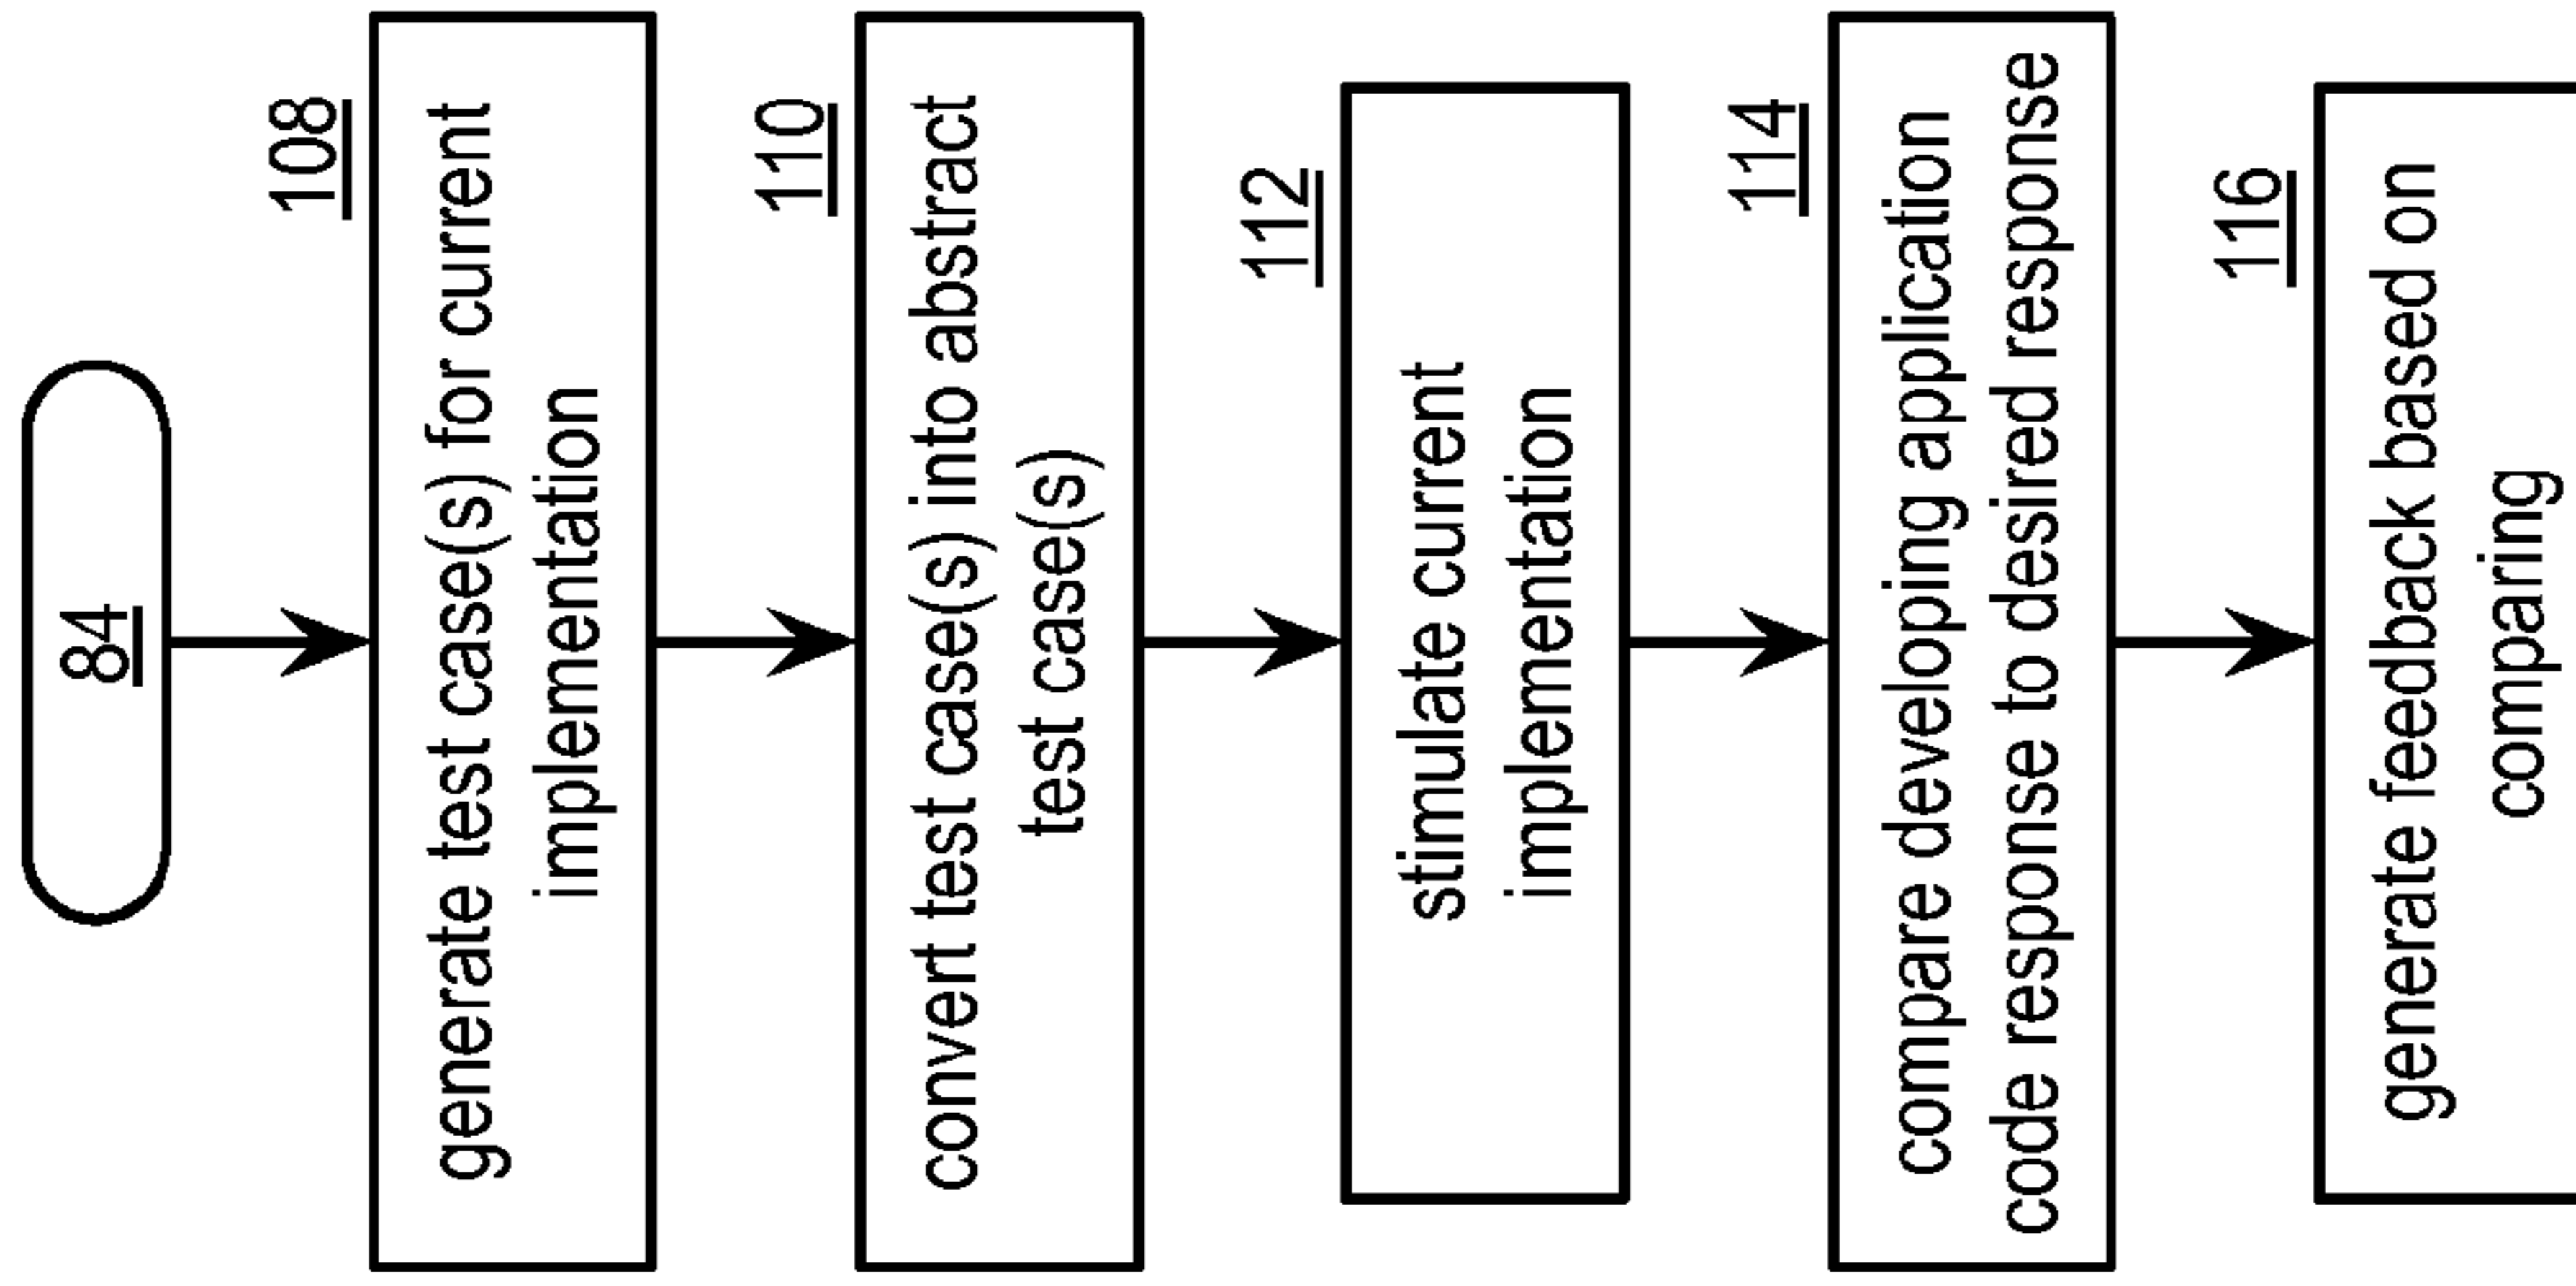 84
108
generate test case(s) for current
implementation
110
convert test case(s) into abstract
test case(s)
112
stimulate current
implementation
114
compare developing application
code response to desired response
116
generate feedback based on
comparing